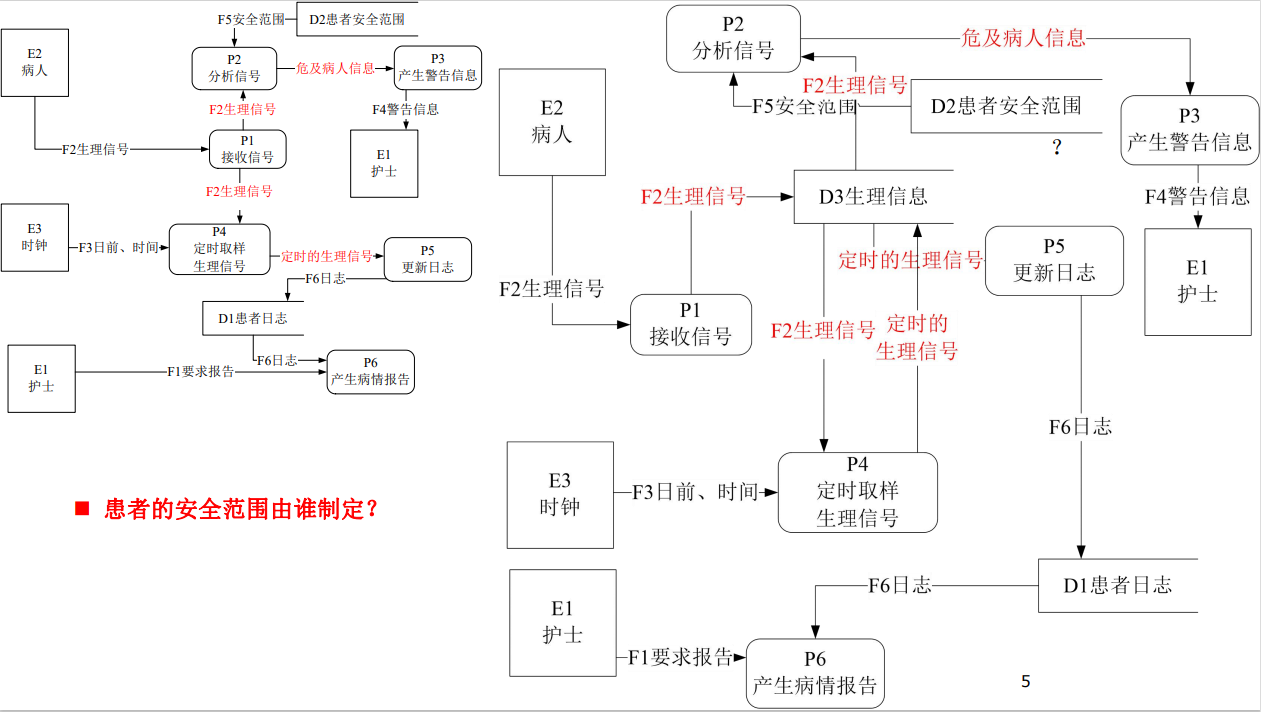 F5安全范围
D2患者安全范围
E2
病人
P2
分析信号
危及病人信息
P3
产生警告信息
F2生理信号
F4警告信息
F2生理信号
P1
接收信号
E1
护士
F2生理信号
E3
时钟
F3日前、时间
P4
定时取样
生理信号
定时的生理信号
P5
更新日志
F6日志
D1患者日志
F6日志
E1
护士
F1要求报告
P6
产生病情报告
患者的安全范围由谁制定?
P2
分析信号
危及病人信息
F2生理信号
E2
病人
F5安全范围
D2患者安全范围
?
P3
产生警告信息
F2生理信号
D3生理信息
F4警告信息
定时的生理信号
P5
更新日志
E1
护士
F2生理信号
P1
接收信号
F2生理信号
定时的
生理信号
F6日志
E3
时钟
F3日前、时间
P4
定时取样
生理信号
F6日志
D1患者日志
E1
护士
F1要求报告
P6
产生病情报告
5